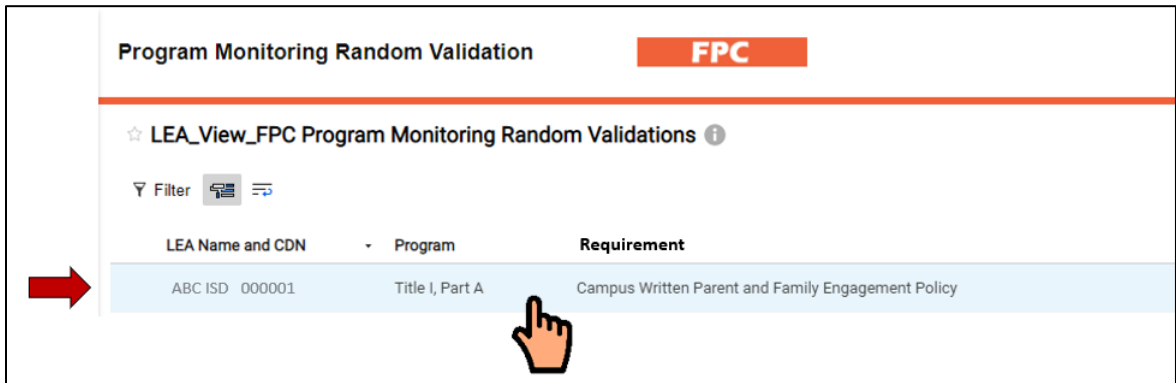 Program Monitoring Random Validation FPC
LEA_View_FPC Program Monitoring Random Validations
Filter
LEA Name and CDN Program Requirement
ABC ISD 000001 Title I, Part A Campus Written Parent and Family Engagement Policy